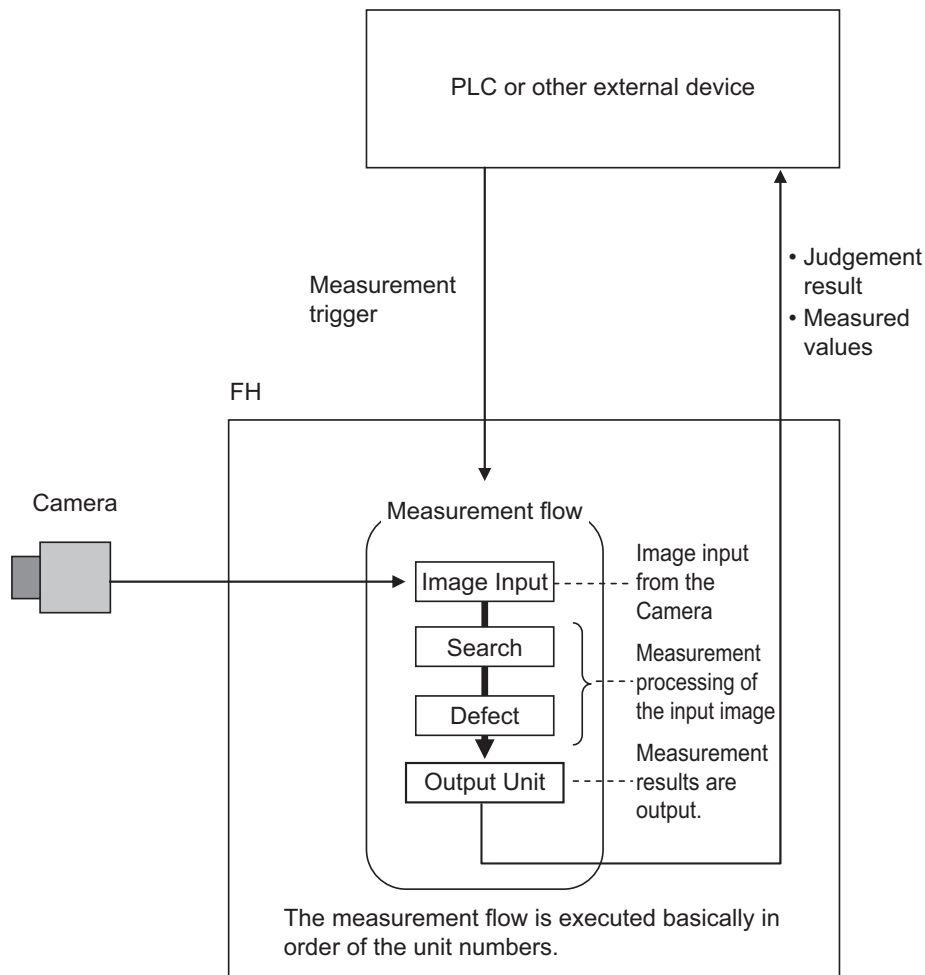 PLC or other external device
Measurement
trigger
• Judgement
result
• Measured
values
FH
Camera
Measurement flow
Image Input
Image input
from the
Camera
Search
Defect
Measurement
processing of
the input image
Output Unit
Measurement
results are
output.
The measurement flow is executed basically in
order of the unit numbers.